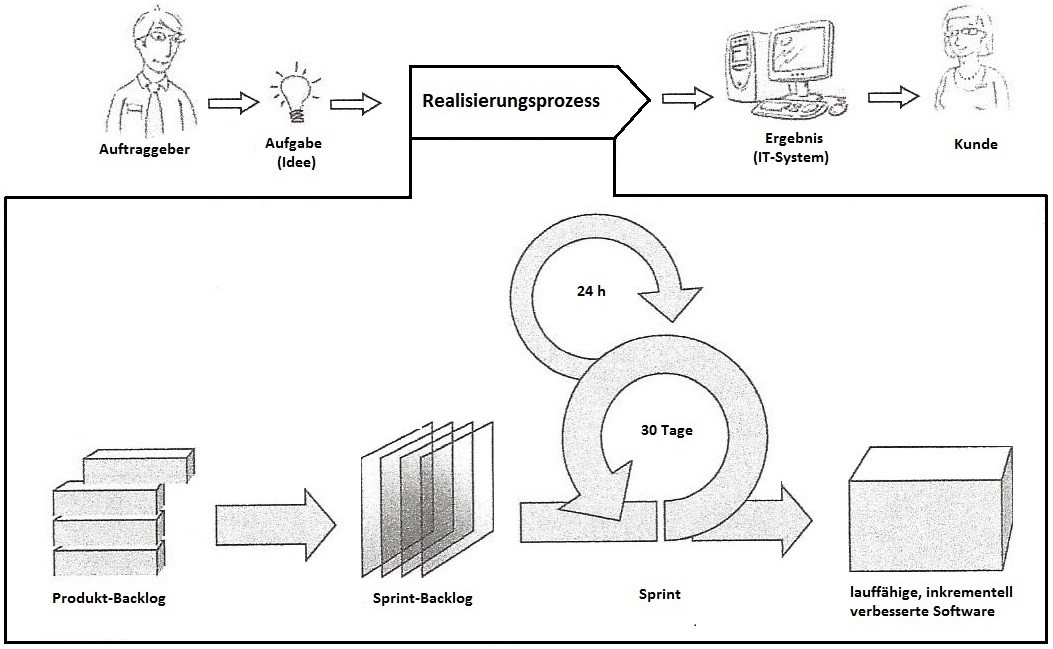 Auftraggeber
Aufgabe
(Idee)
Realisierungsprozess
Ergebnis
(IT-System)
Kunde
24 h
30 Tage
Produkt-Backlog
Sprint-Backlog
Sprint
lauffähige, inkrementell
verbesserte Software